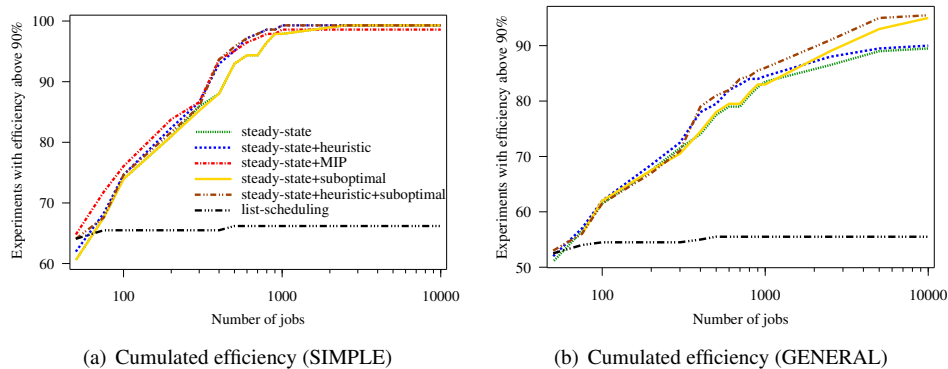 Experiments with efficiency above 90%
100
90
80
70
60
steady-state
steady-state+heuristic
steady-state+MIP
steady-state+suboptimal
steady-state+heuristic+suboptimal
list-scheduling
100
1000
10000
Number of jobs
(a) Cumulated efficiency (SIMPLE)
Experiments with efficiency above 90%
90
80
70
60
50
100
1000
10000
Number of jobs
(b) Cumulated efficiency (GENERAL)